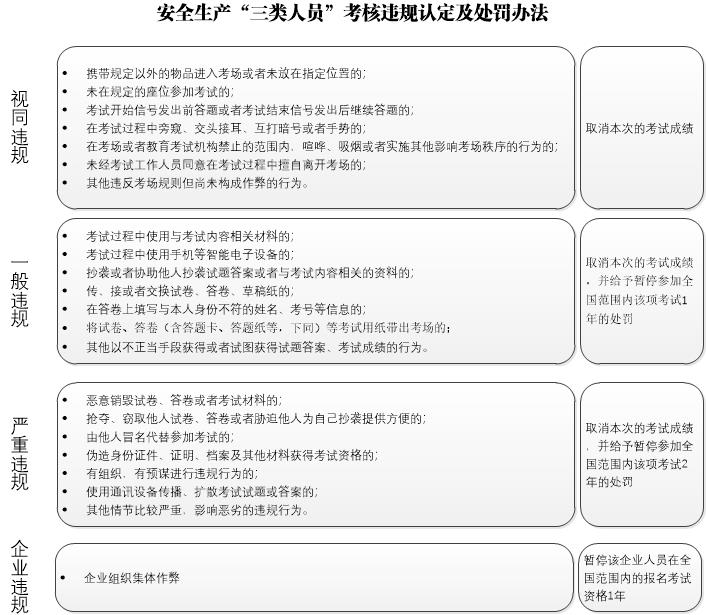 安全生产“三类人员”考核违规认定及处罚办法
视同违规
携带规定以外的物品进入考场或者未放在指定位置的;
未在规定的座位参加考试的;
考试开始信号发出前答题或者考试结束信号发出后继续答题的;
在考试过程中旁窥、交头接耳、互打暗号或者手势的;
在考场或者教育考试机构禁止的范围内，喧哗、吸烟或者实施其他影响考场秩序的行为的;
未经考试工作人员同意在考试过程中擅自离开考场的;
其他违反考场规则但尚未构成作弊的行为。
取消本次的考试成绩
一般违规
考试过程中使用与考试内容相关材料的;
考试过程中使用手机等智能电子设备的;
抄袭或者协助他人抄袭试题答案或者与考试内容相关的资料的;
传、接或者交换试卷、答卷、草稿纸的;
在答卷上填写与本人身份不符的姓名、考号等信息的;
将试卷、答卷（含答题卡、答题纸等，下同）等考试用纸带出考场的;
其他以不正当手段获得或者试图获得试题答案、考试成绩的行为。
取消本次的考试成绩
，并给予暂停参加全
国范围内该项考试1
年的处罚
严重违规
恶意销毁试卷、答卷或者考试材料的;
抢夺、窃取他人试卷、答卷或者胁迫他人为自己抄袭提供方便的;
由他人冒名代替参加考试的;
伪造身份证件、证明、档案及其他材料获得考试资格的;
有组织、有预谋进行违规行为的;
使用通讯设备传播、扩散考试试题或答案的;
其他情节比较严重，影响恶劣的违规行为。
取消本次的考试成绩
，并给予暂停参加全
国范围内该项考试2
年的处罚
企业违规
企业组织集体作弊
暂停该企业人员在全
国范围内的报名考试
资格1年